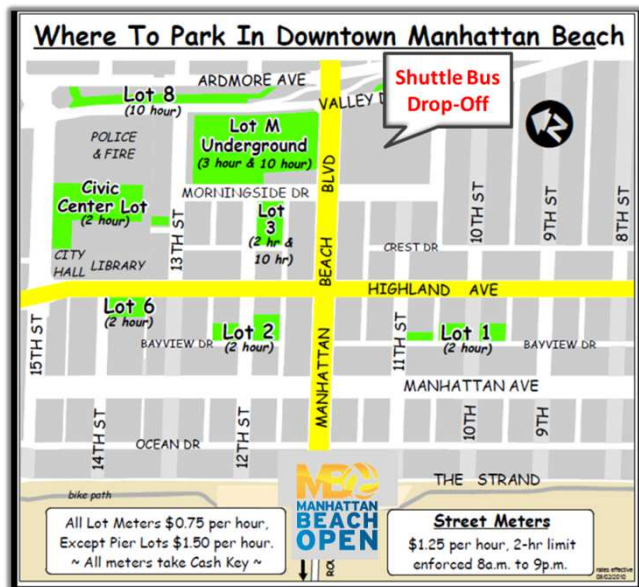 Where To Park In Downtown Manhattan Beach
ARDMORE AVE
Shuttle Bus
Drop-Off
Lot 8
(10 hour)
VALLEY D
POLICE
& FIRE
Lot M
Underground
(3 hour & 10 hour)
N
Civic
Center Lot
(2 hour)
MORNINGSIDE DR
13TH ST
Lot
3
(2 hr &
10 hr)
CREST DR
10TH ST
9TH ST
8TH ST
CITY
HALL
LIBRARY
MANHATTAN BEACH BLVD
HIGHLAND AVE
15TH ST
Lot 6
(2 hour)
BAYVIEW DR
Lot 2
(2 hour)
11TH ST
Lot 1
(2 hour)
BAYVIEW DR
MANHATTAN AVE
14TH ST
12TH ST
10TH
9TH
OCEAN DR
THE STRAND
bike path
MBO
MANHATTAN
BEACH
OPEN
All Lot Meters $0.75 per hour,
Except Pier Lots $1.50 per hour.
~ All meters take Cash Key ~
Street Meters
$1.25 per hour, 2-hr limit
enforced 8a.m. to 9p.m.
rates effective